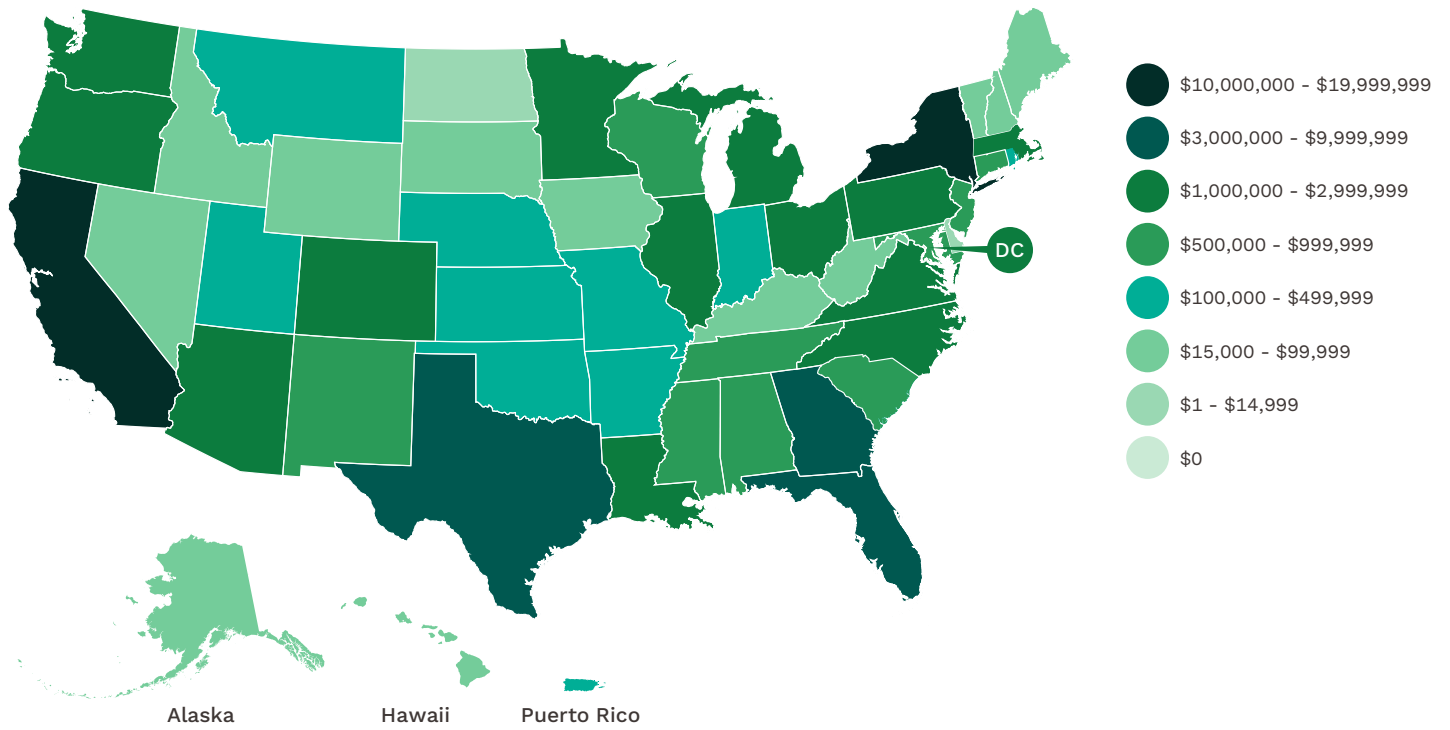 $10,000,000 - $19,999,999
$3,000,000 - $9,999,999
$1,000,000 - $2,999,999
$500,000 - $999,999
DC
$100,000 - $499,999
$15,000 - $99,999
$1 - $14,999
$0
Alaska
Hawaii
Puerto Rico